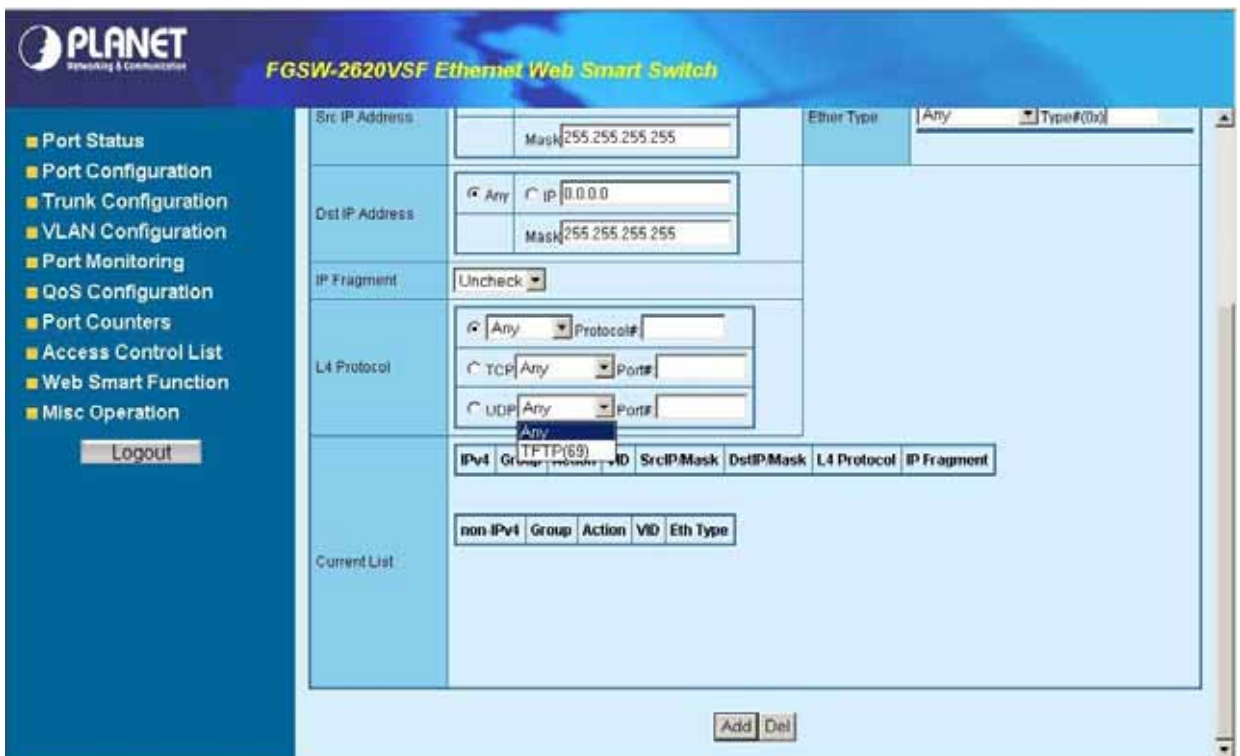 PLANET
Networking & Communication
FGSW-2620VSF Ethernet Web Smart Switch
Port Status
Port Configuration
Trunk Configuration
VLAN Configuration
Port Monitoring
QoS Configuration
Port Counters
Access Control List
Web Smart Function
Misc Operation
Logout
Src IP Address
Mask 255.255.255.255
Ether Type
Any Type#(0x)
Dst IP Address
Any IP 0.0.0.0
Mask 255.255.255.255
IP Fragment
Uncheck
L4 Protocol
Any Protocol#
TCP Any Port#
UDP Any Port#
Any
TFTP(69)
IPv4 Group Action VID SrcIP/Mask DstIP/Mask L4 Protocol IP Fragment
non-IPv4 Group Action VID Eth Type
Current List
Add Del